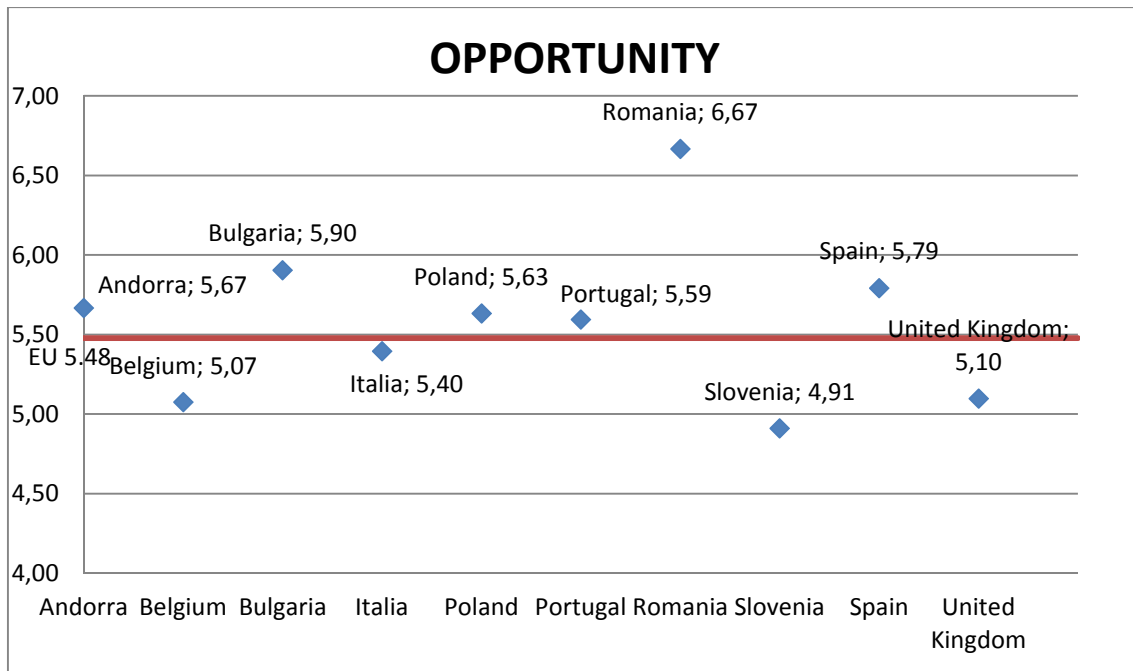 OPPORTUNITY
7,00
Romania; 6,67
6,50
Bulgaria; 5,90
Spain; 5,79
6,00
Andorra; 5,67
Poland; 5,63
Portugal; 5,59
5,50
United Kingdom;
5,10
EU 5.48
Belgium; 5,07
Italia; 5,40
Slovenia; 4,91
5,00
4,50
4,00
Andorra Belgium Bulgaria Italia Poland Portugal Romania Slovenia Spain United
Kingdom